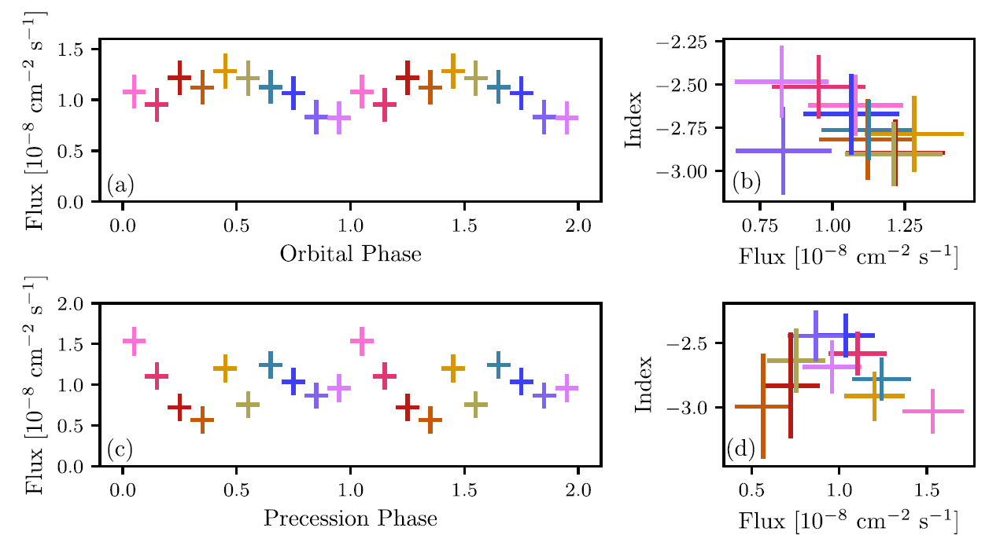 Flux [10−8 cm−2 s−1]
1.5
1.0
0.5
0.0
(a)
0.0 0.5 1.0 1.5 2.0
Orbital Phase
Index
−2.25
−2.50
−2.75
−3.00
(b)
0.75 1.00 1.25
Flux [10−8 cm−2 s−1]
Flux [10−8 cm−2 s−1]
2.0
1.5
1.0
0.5
0.0
(c)
0.0 0.5 1.0 1.5 2.0
Precession Phase
Index
−2.5
−3.0
(d)
0.5 1.0 1.5
Flux [10−8 cm−2 s−1]